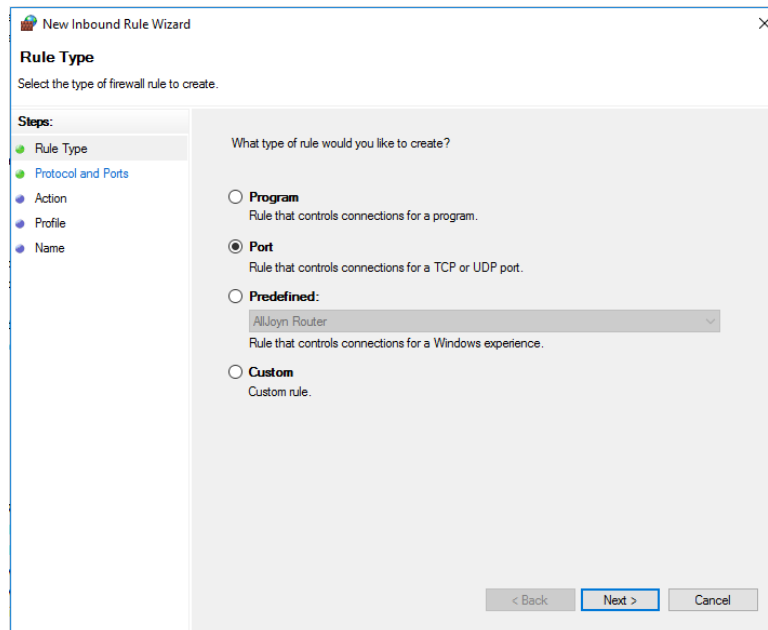 New Inbound Rule Wizard
Rule Type
Select the type of firewall rule to create.
Steps:
Rule Type
Protocol and Ports
Action
Profile
Name
What type of rule would you like to create?
Program
Rule that controls connections for a program.
Port
Rule that controls connections for a TCP or UDP port.
Predefined:
AllJoyn Router
Rule that controls connections for a Windows experience.
Custom
Custom rule.
< Back
Next >
Cancel